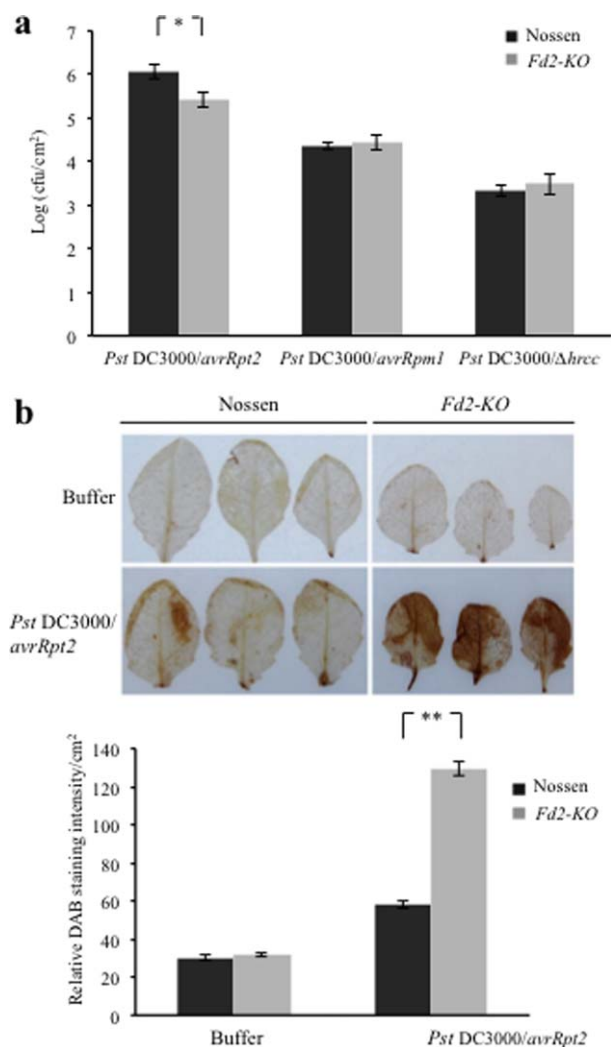 a
7
6
5
4
3
2
1
0
Log (cfu/cm²)
*
Nossen
Fd2-KO
Pst DC3000/avrRpt2
Pst DC3000/avrRpm1
Pst DC3000/Δhrcc
b
Nossen
Fd2-KO
Buffer
Pst DC3000/
avrRpt2
140
120
100
80
60
40
20
0
Relative DAB staining intensity/cm²
**
Nossen
Fd2-KO
Buffer
Pst DC3000/avrRpt2